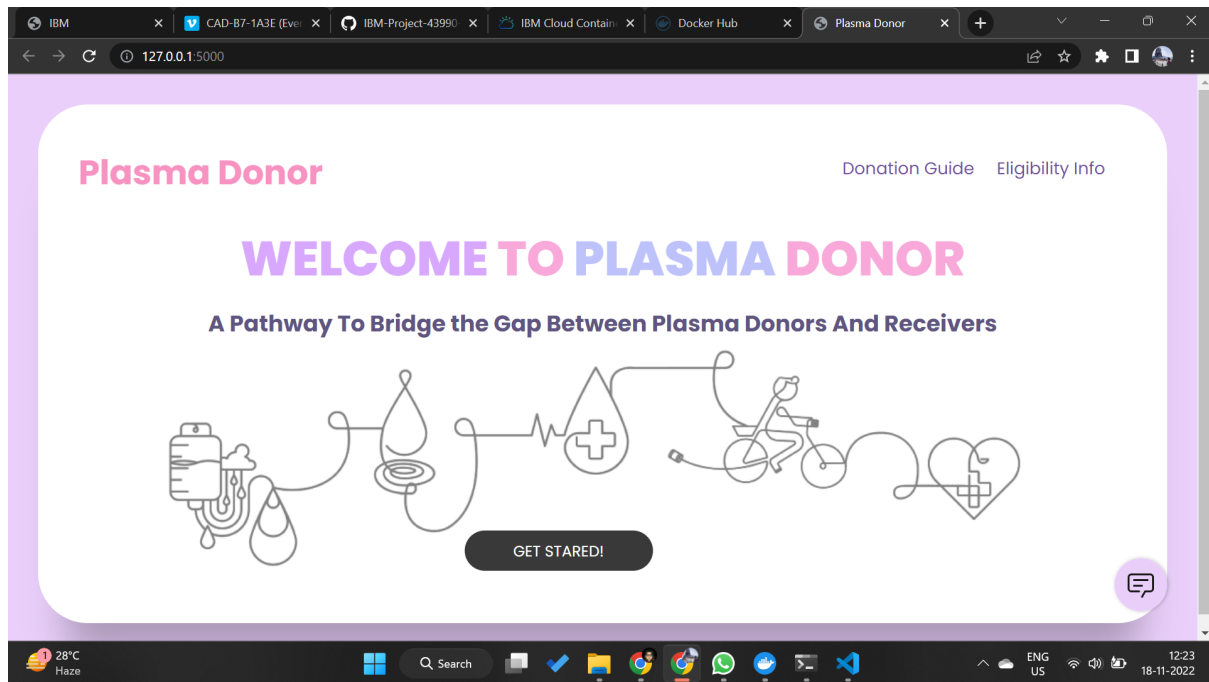 IBM
CAD-B7-1A3E (Ever
IBM-Project-43990
IBM Cloud Contain
Docker Hub
Plasma Donor
127.0.0.1:5000
Plasma Donor
Donation Guide Eligibility Info
WELCOME TO PLASMA DONOR
A Pathway To Bridge the Gap Between Plasma Donors And Receivers
GET STARED!
1
28°C
Haze
Search
ENG
US
12:23
18-11-2022